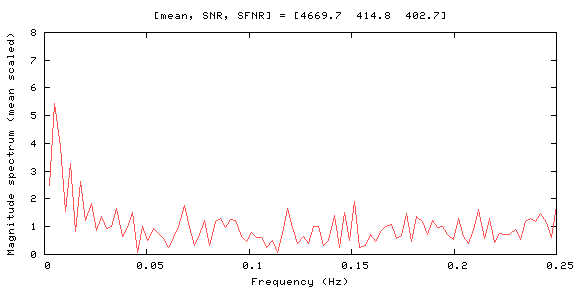 [mean, SNR, SFNR] = [4669.7  414.8  402.7]
Magnitude spectrum (mean scaled)
8
7
6
5
4
3
2
1
0
0 0.05 0.1 0.15 0.2 0.25
Frequency (Hz)